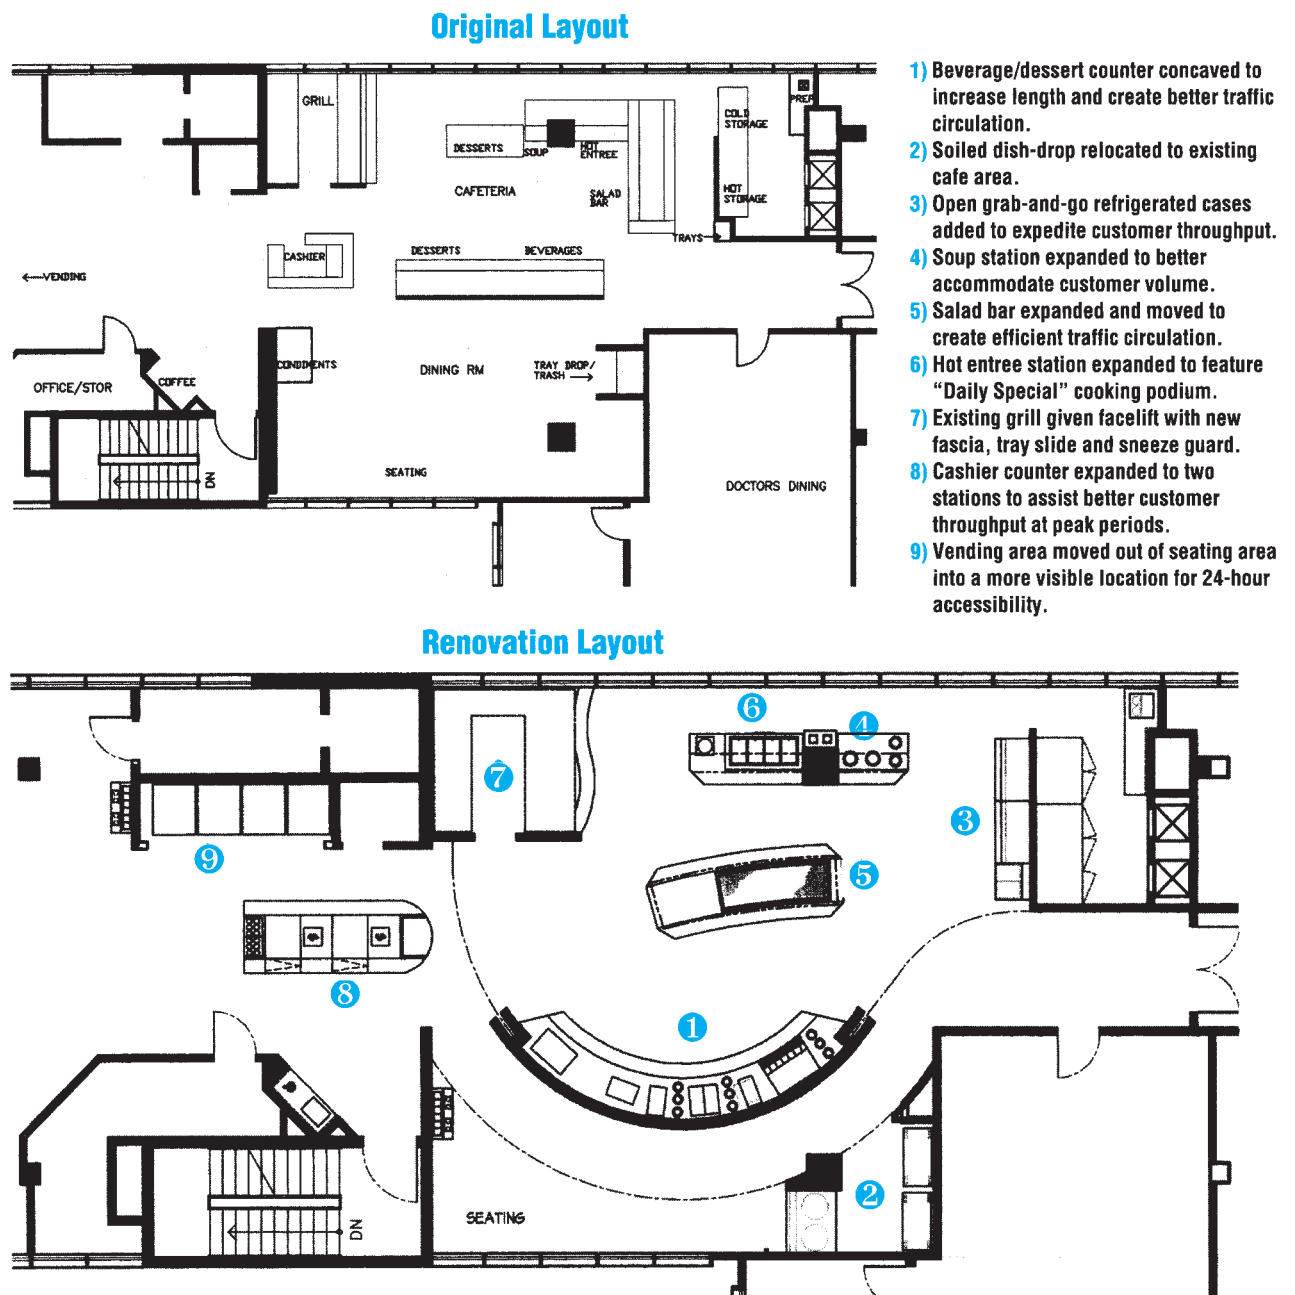 Original Layout
GRILL
PREP
COLD
STORAGE
DESSERTS
SOUP
HOT
ENTREE
CAFETERIA
SALAD
BAR
HOT
STORAGE
TRAYS
CASHIER
DESSERTS
BEVERAGES
VENDING
CONDIMENTS
DINING RM
TRAY DROP/
TRASH
OFFICE/STOR
COFFEE
DN
SEATING
DOCTORS DINING
1) Beverage/dessert counter concaved to
increase length and create better traffic
circulation.
2) Soiled dish-drop relocated to existing
cafe area.
3) Open grab-and-go refrigerated cases
added to expedite customer throughput.
4) Soup station expanded to better
accommodate customer volume.
5) Salad bar expanded and moved to
create efficient traffic circulation.
6) Hot entree station expanded to feature
“Daily Special” cooking podium.
7) Existing grill given facelift with new
fascia, tray slide and sneeze guard.
8) Cashier counter expanded to two
stations to assist better customer
throughput at peak periods.
9) Vending area moved out of seating area
into a more visible location for 24-hour
accessibility.
Renovation Layout
6
4
7
3
9
5
8
1
2
SEATING
DN